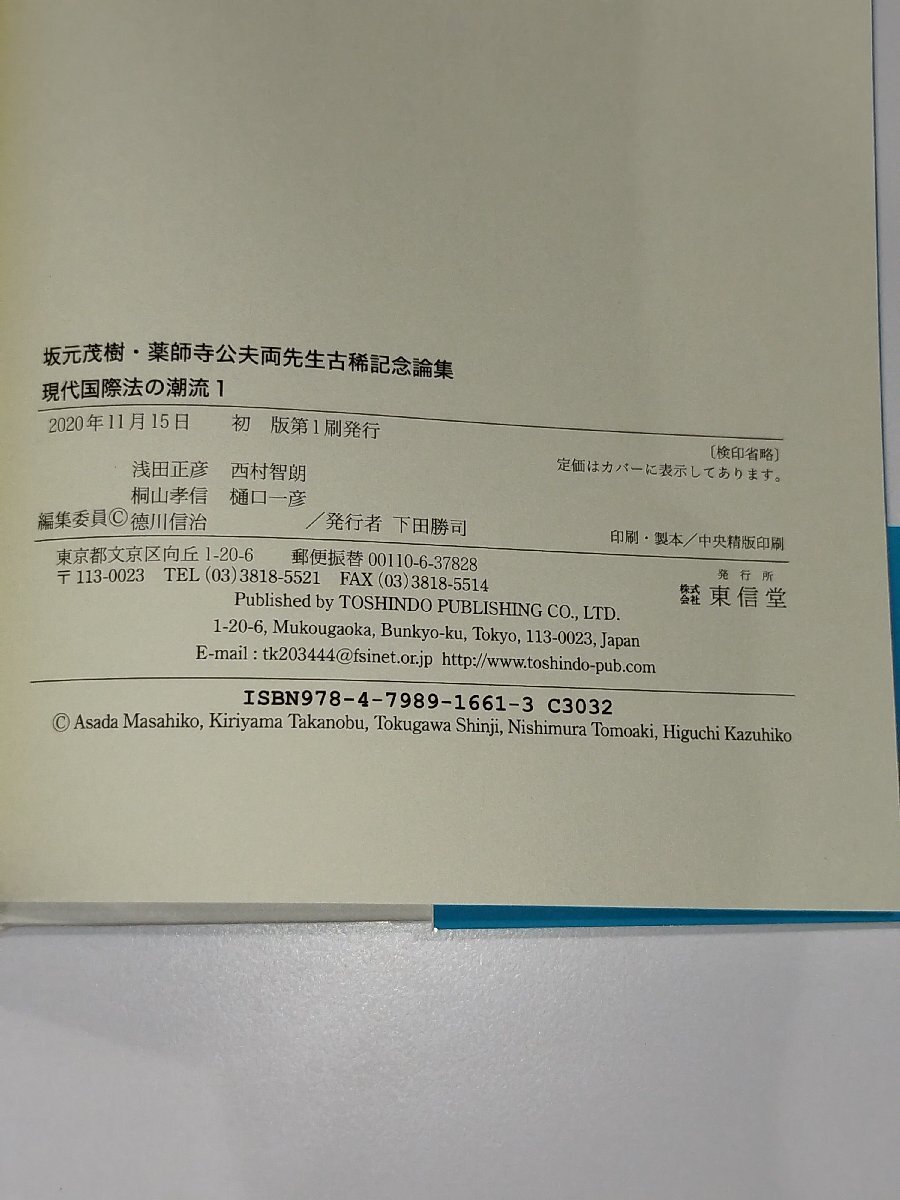 坂元茂樹・薬師寺公夫両先生古稀記念論集
現代国際法の潮流 1
2020年11月15日 初 版第1刷発行
〔検印省略〕
定価はカバーに表示してあります。
浅田正彦 西村智朗
桐山孝信 樋口一彦
編集委員©徳川信治 /発行者 下田勝司
印刷・製本/中央精版印刷
東京都文京区向丘 1-20-6 郵便振替 00110-6-37828
〒113-0023 TEL (03) 3818-5521 FAX (03) 3818-5514
発行所
株式会社 東信堂
Published by TOSHINDO PUBLISHING CO., LTD.
1-20-6, Mukougaoka, Bunkyo-ku, Tokyo, 113-0023, Japan
E-mail : tk203444@fsinet.or.jp http://www.toshindo-pub.com
ISBN978-4-7989-1661-3 C3032
© Asada Masahiko, Kiriyama Takanobu, Tokugawa Shinji, Nishimura Tomoaki, Higuchi Kazuhiko